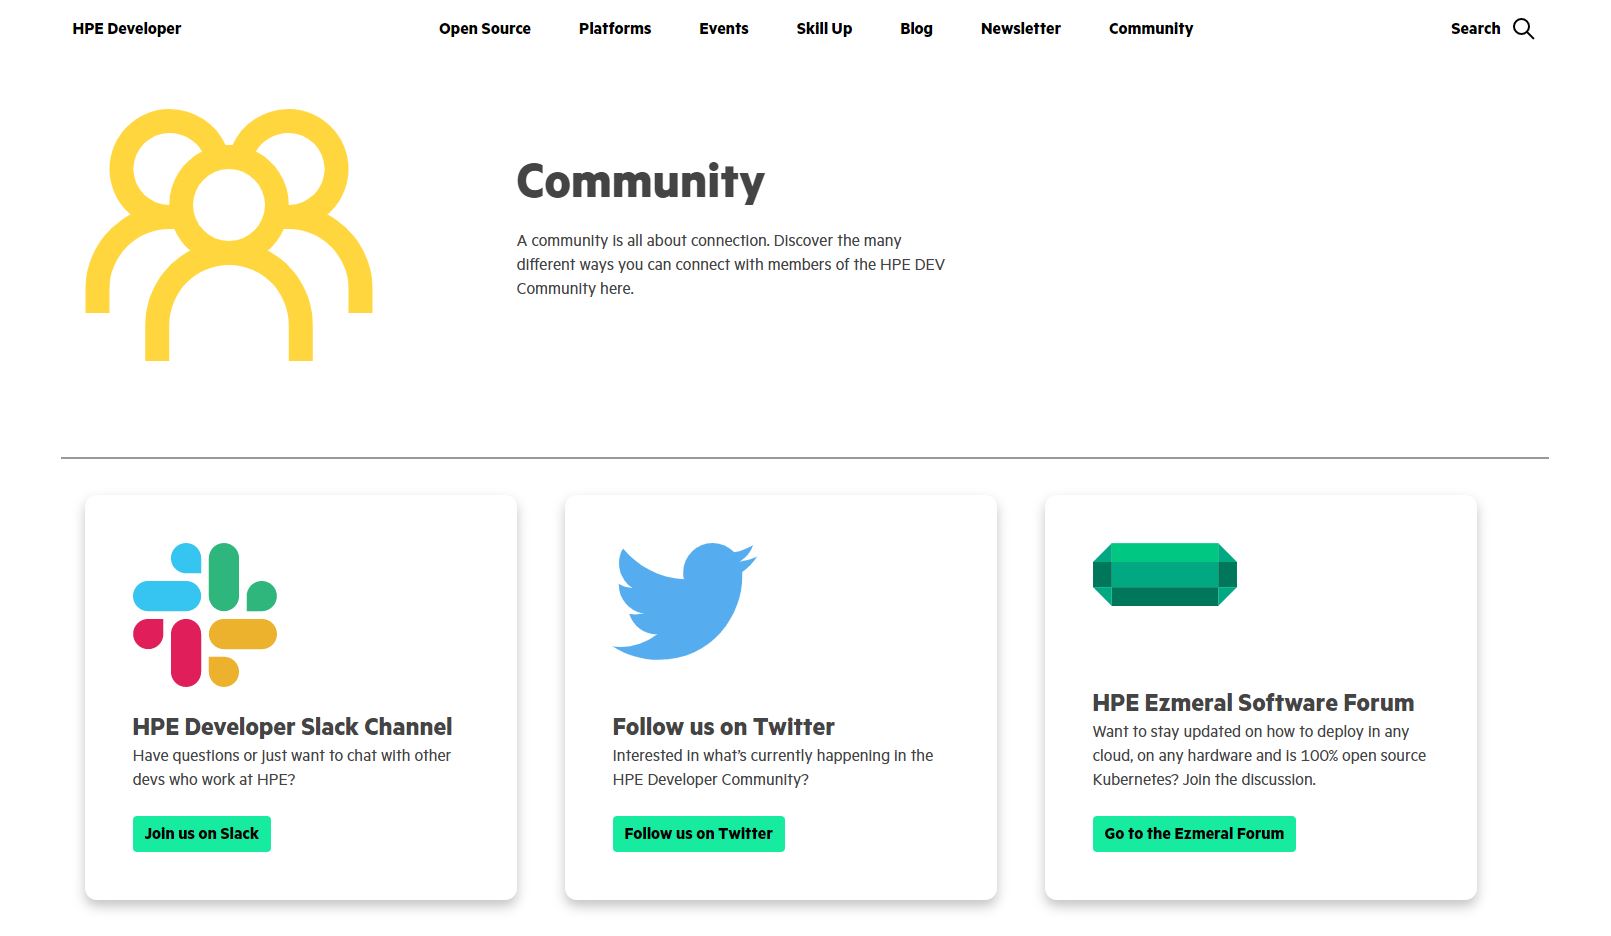 HPE Developer
Open Source
Platforms
Events
Skill Up
Blog
Newsletter
Community
Search
Community
A community is all about connection. Discover the many
different ways you can connect with members of the HPE DEV
Community here.
HPE Developer Slack Channel
Have questions or just want to chat with other
devs who work at HPE?
Join us on Slack
Follow us on Twitter
Interested in what's currently happening in the
HPE Developer Community?
Follow us on Twitter
HPE Ezmeral Software Forum
Want to stay updated on how to deploy in any
cloud, on any hardware and is 100% open source
Kubernetes? Join the discussion.
Go to the Ezmeral Forum